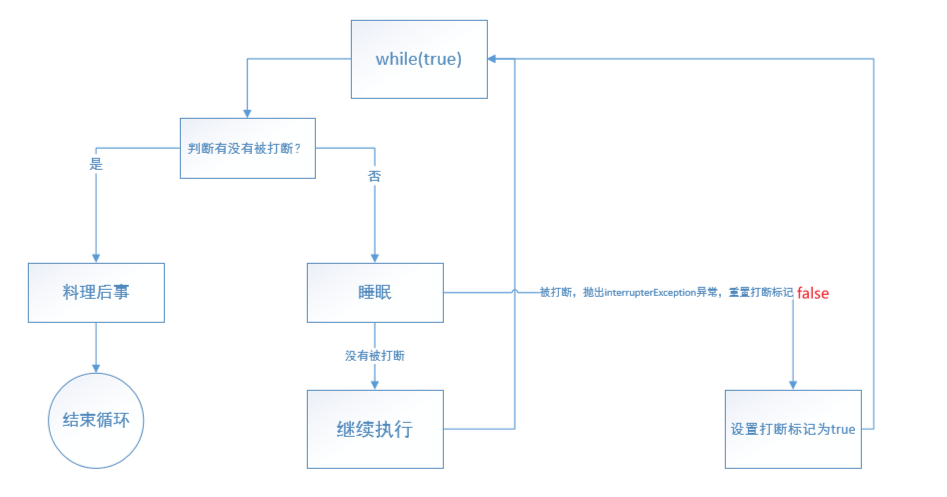 while(true)
判断有没有被打断?
是
否
料理后事
睡眠
被打断，抛出interrupterException异常，重置打断标记 false
没有被打断
结束循环
继续执行
设置打断标记为true